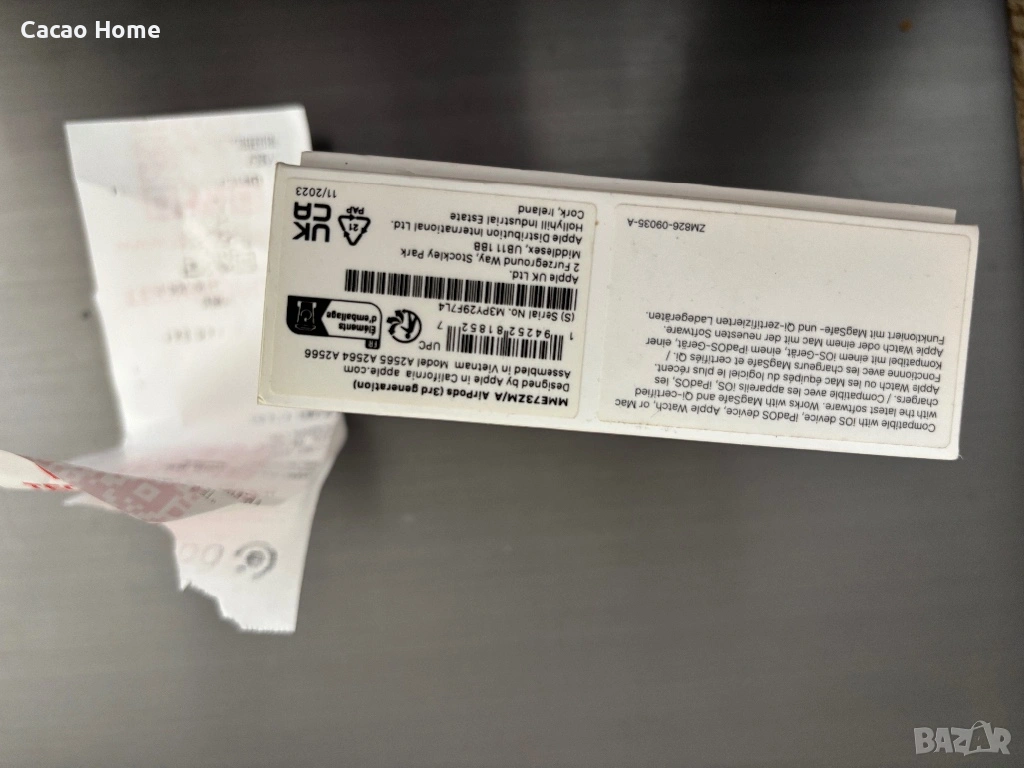 Cacao Home
MME73ZM/A AirPods (3rd generation)
Designed by Apple in California apple.com
Assembled in Vietnam Model A2565 A2564 A2566
UPC
1 94252 81852 7
FR
Éléments
d'emballage
(S) Serial No. M3PY29F7L4
Apple UK Ltd.
2 Furzeground Way, Stockley Park
Middlesex, UB11 1BB
Apple Distribution International Ltd.
Hollyhill Industrial Estate
Cork, Ireland
21
PAP
UK
CA
11/2023
Compatible with iOS device, iPadOS device, Apple Watch, or Mac
with the latest software. Works with MagSafe and Qi-certified
chargers. / Compatible avec les appareils iOS, iPadOS, les
Apple Watch ou les Mac équipés du logiciel le plus récent.
Fonctionne avec les chargeurs MagSafe et certifiés Qi. /
Kompatibel mit einem iOS-Gerät, einem iPadOS-Gerät, einer
Apple Watch oder einem Mac mit der neuesten Software.
Funktioniert mit MagSafe- und Qi-zertifizierten Ladegeräten.
ZM826-09035-A
BAZAR